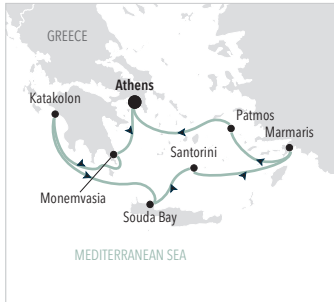 GREECE
Athens
Katakolon
Patmos
Marmaris
Santorini
Monemvasia
Souda Bay
MEDITERRANEAN SEA